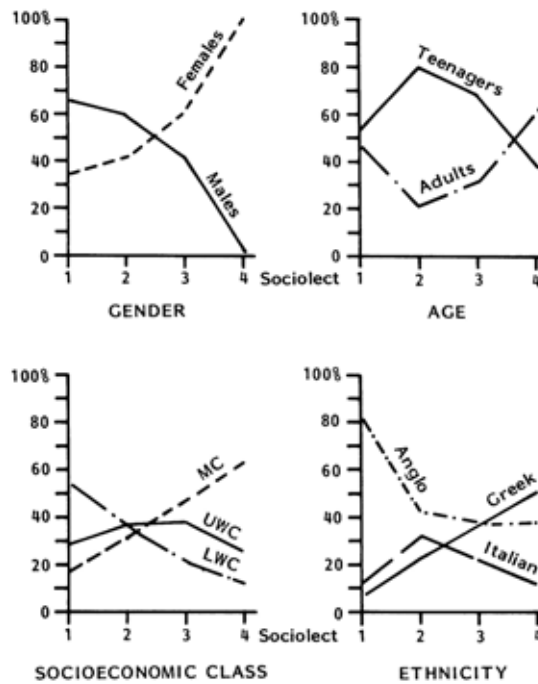 100%
80
60
40
20
0
Females
Males
1 2 3 4
GENDER
Sociolect
100%
80
60
40
20
0
Teenagers
Adults
1 2 3 4
AGE
100%
80
60
40
20
0
MC
UWC
LWC
1 2 3 4
SOCIOECONOMIC CLASS
Sociolect
100%
80
60
40
20
0
Anglo
Greek
Italian
1 2 3 4
ETHNICITY